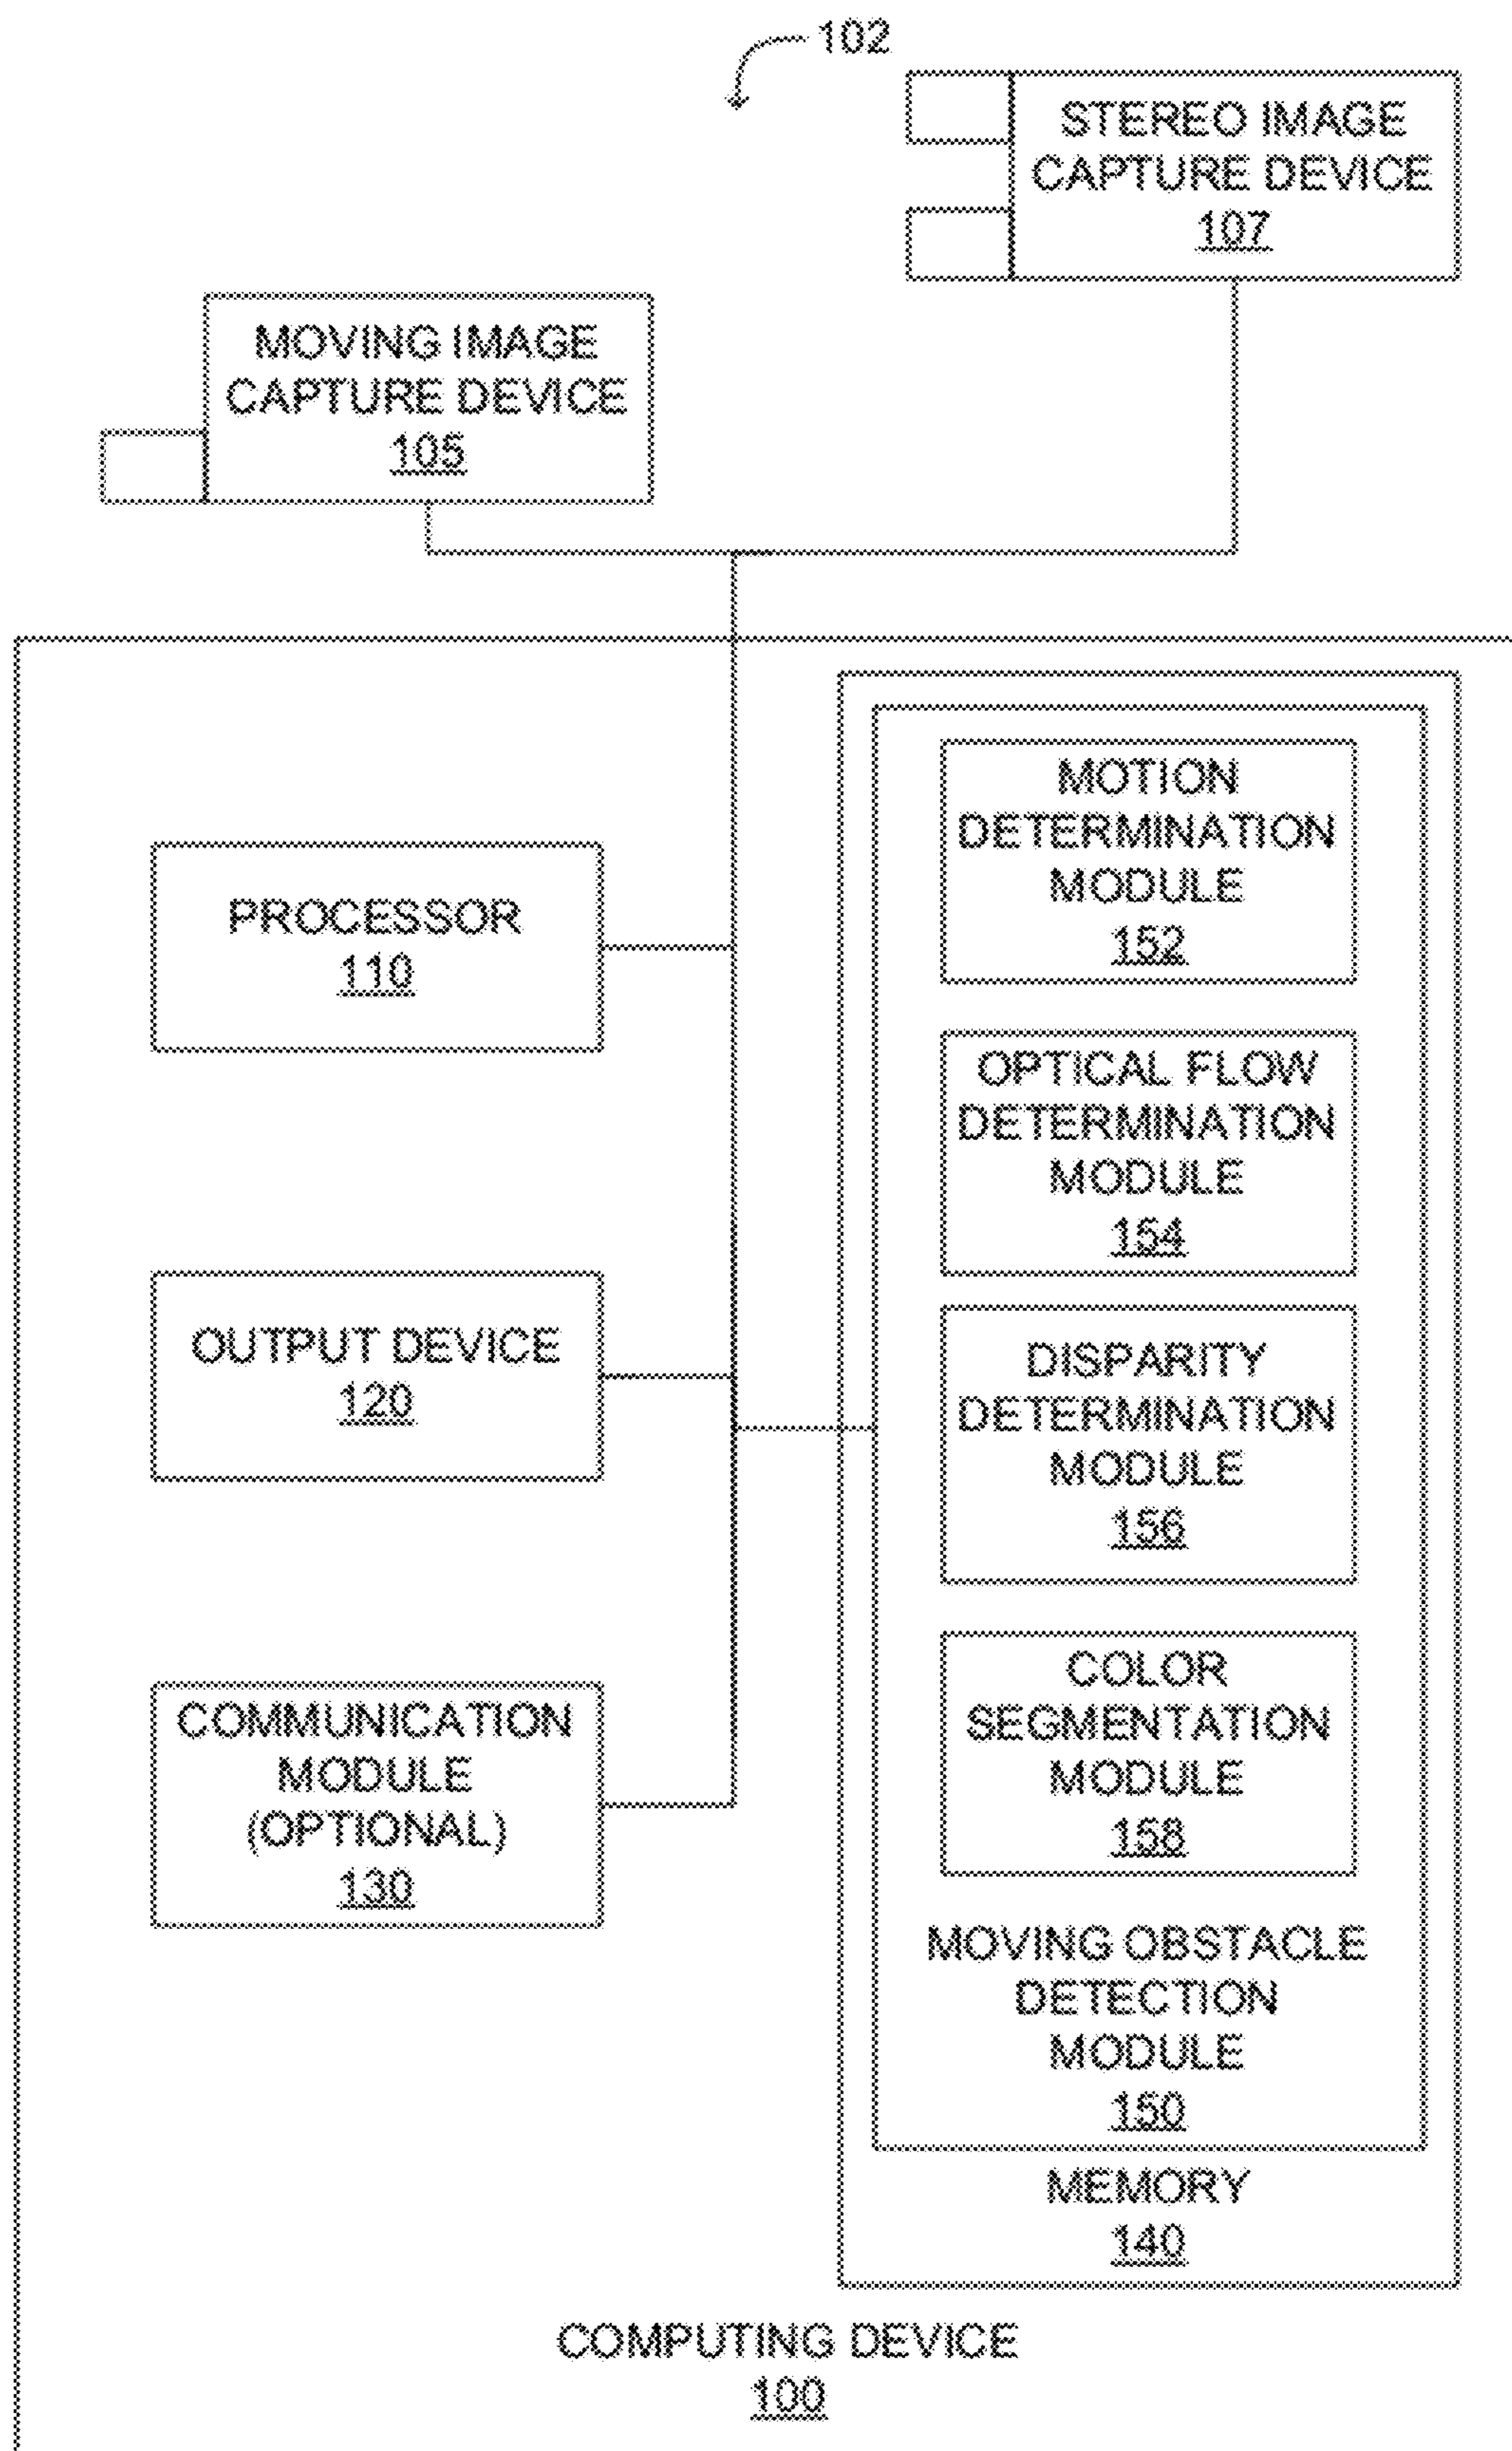 102
STEREO IMAGE
CAPTURE DEVICE
107
MOVING IMAGE
CAPTURE DEVICE
105
PROCESSOR
110
OUTPUT DEVICE
120
COMMUNICATION
MODULE
(OPTIONAL)
130
MOTION
DETERMINATION
MODULE
152
OPTICAL FLOW
DETERMINATION
MODULE
154
DISPARITY
DETERMINATION
MODULE
156
COLOR
SEGMENTATION
MODULE
158
MOVING OBSTACLE
DETECTION
MODULE
150
MEMORY
140
COMPUTING DEVICE
100